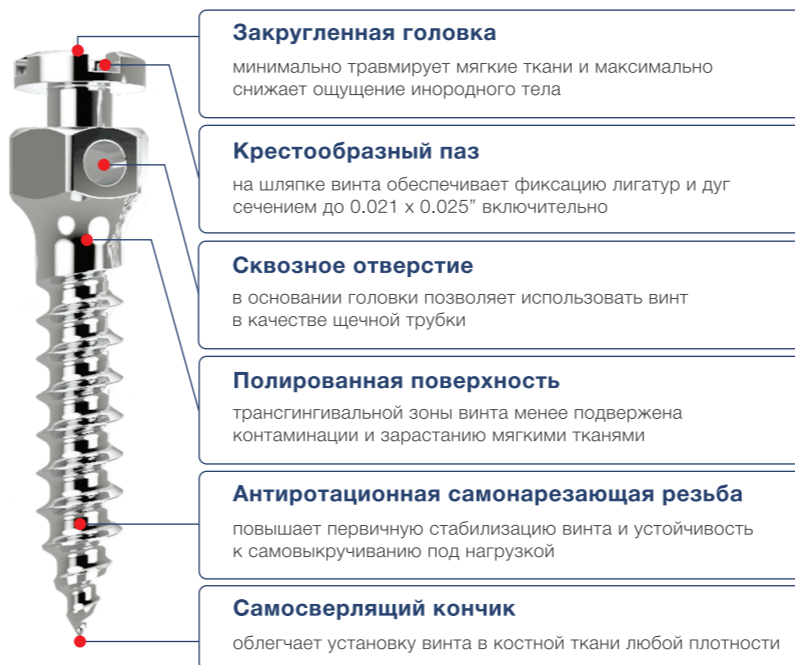 Закругленная головка
минимально травмирует мягкие ткани и максимально
снижает ощущение инородного тела
Крестообразный паз
на шляпке винта обеспечивает фиксацию лигатур и дуг
сечением до 0.021 x 0.025” включительно
Сквозное отверстие
в основании головки позволяет использовать винт
в качестве щечной трубки
Полированная поверхность
трансгингивальной зоны винта менее подвержена
контаминации и зарастанию мягкими тканями
Антиротационная самонарезающая резьба
повышает первичную стабилизацию винта и устойчивость
к самовыкручиванию под нагрузкой
Самосверлящий кончик
облегчает установку винта в костной ткани любой плотности